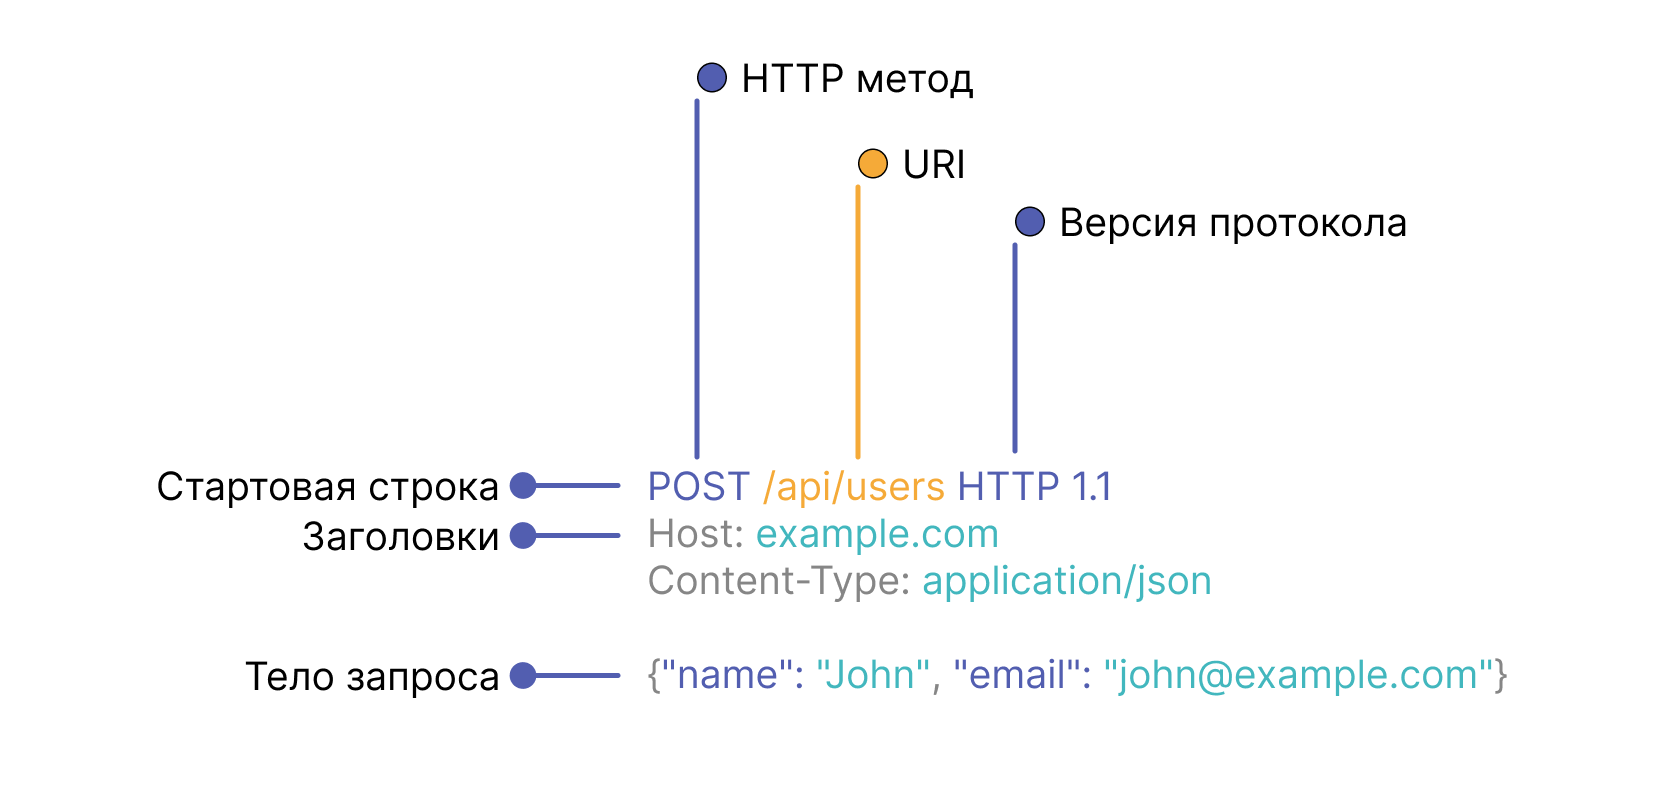 HTTP метод
URI
Версия протокола
Стартовая строка POST /api/users HTTP 1.1
Заголовки Host: example.com
Content-Type: application/json
Тело запроса {"name": "John", "email": "john@example.com"}